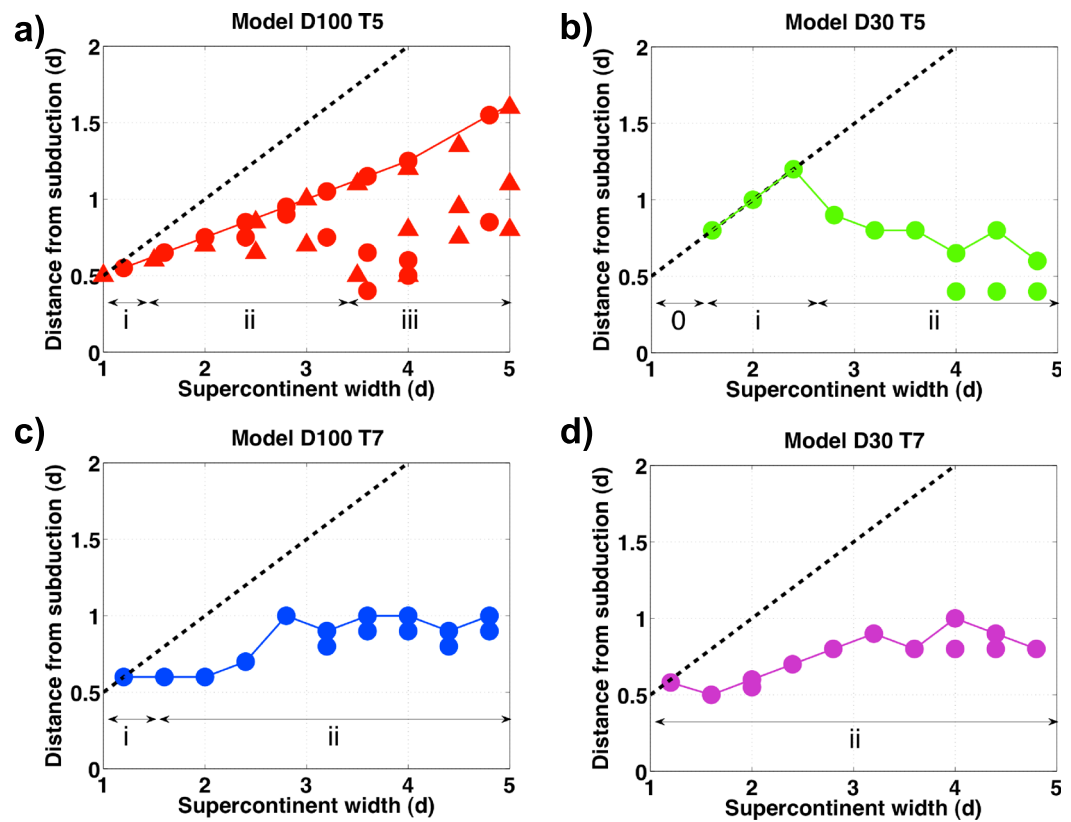 a)
Model D100 T5
Distance from subduction (d)
2
1.5
1
0.5
0
i
ii
iii
1
2
3
4
5
Supercontinent width (d)
b)
Model D30 T5
Distance from subduction (d)
2
1.5
1
0.5
0
0
i
ii
1
2
3
4
5
Supercontinent width (d)
c)
Model D100 T7
Distance from subduction (d)
2
1.5
1
0.5
0
i
ii
1
2
3
4
5
Supercontinent width (d)
d)
Model D30 T7
Distance from subduction (d)
2
1.5
1
0.5
0
ii
1
2
3
4
5
Supercontinent width (d)